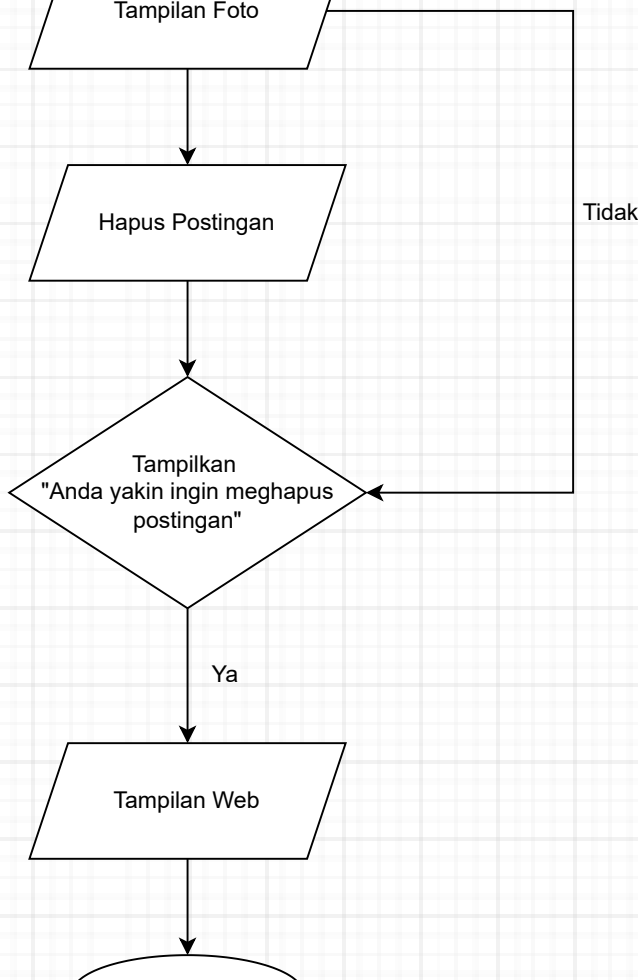 Tampilan Foto
Tidak
Hapus Postingan
Tampilkan
"Anda yakin ingin meghapus
postingan"
Ya
Tampilan Web